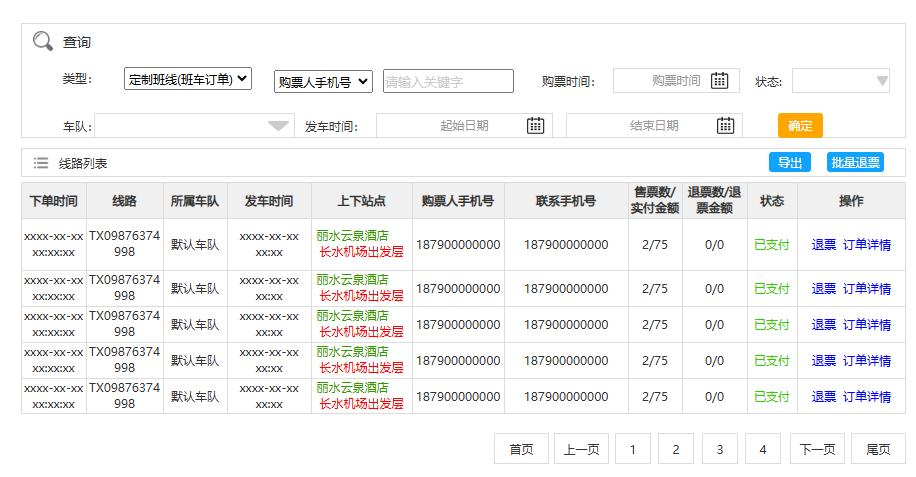 查询
类型： 定制班线(班车订单) 购票人手机号 请输入关键字 购票时间： 购票时间 状态：
车队： 发车时间： 起始日期 结束日期 确定
线路列表 导出 批量退票
下单时间 线路 所属车队 发车时间 上下站点 购票人手机号 联系手机号 售票数/ 退票数/退 状态 操作
实付金额 票金额
xxxx-xx-xx TX09876374 默认车队 xxxx-xx-xx 丽水云泉酒店 187900000000 187900000000 2/75 0/0 已支付 退票 订单详情
xx:xx:xx 998 xx:xx 长水机场出发层
xxxx-xx-xx TX09876374 默认车队 xxxx-xx-xx 丽水云泉酒店 187900000000 187900000000 2/75 0/0 已支付 退票 订单详情
xx:xx:xx 998 xx:xx 长水机场出发层
xxxx-xx-xx TX09876374 默认车队 xxxx-xx-xx 丽水云泉酒店 187900000000 187900000000 2/75 0/0 已支付 退票 订单详情
xx:xx:xx 998 xx:xx 长水机场出发层
xxxx-xx-xx TX09876374 默认车队 xxxx-xx-xx 丽水云泉酒店 187900000000 187900000000 2/75 0/0 已支付 退票 订单详情
xx:xx:xx 998 xx:xx 长水机场出发层
xxxx-xx-xx TX09876374 默认车队 xxxx-xx-xx 丽水云泉酒店 187900000000 187900000000 2/75 0/0 已支付 退票 订单详情
xx:xx:xx 998 xx:xx 长水机场出发层
首页 上一页 1 2 3 4 下一页 尾页